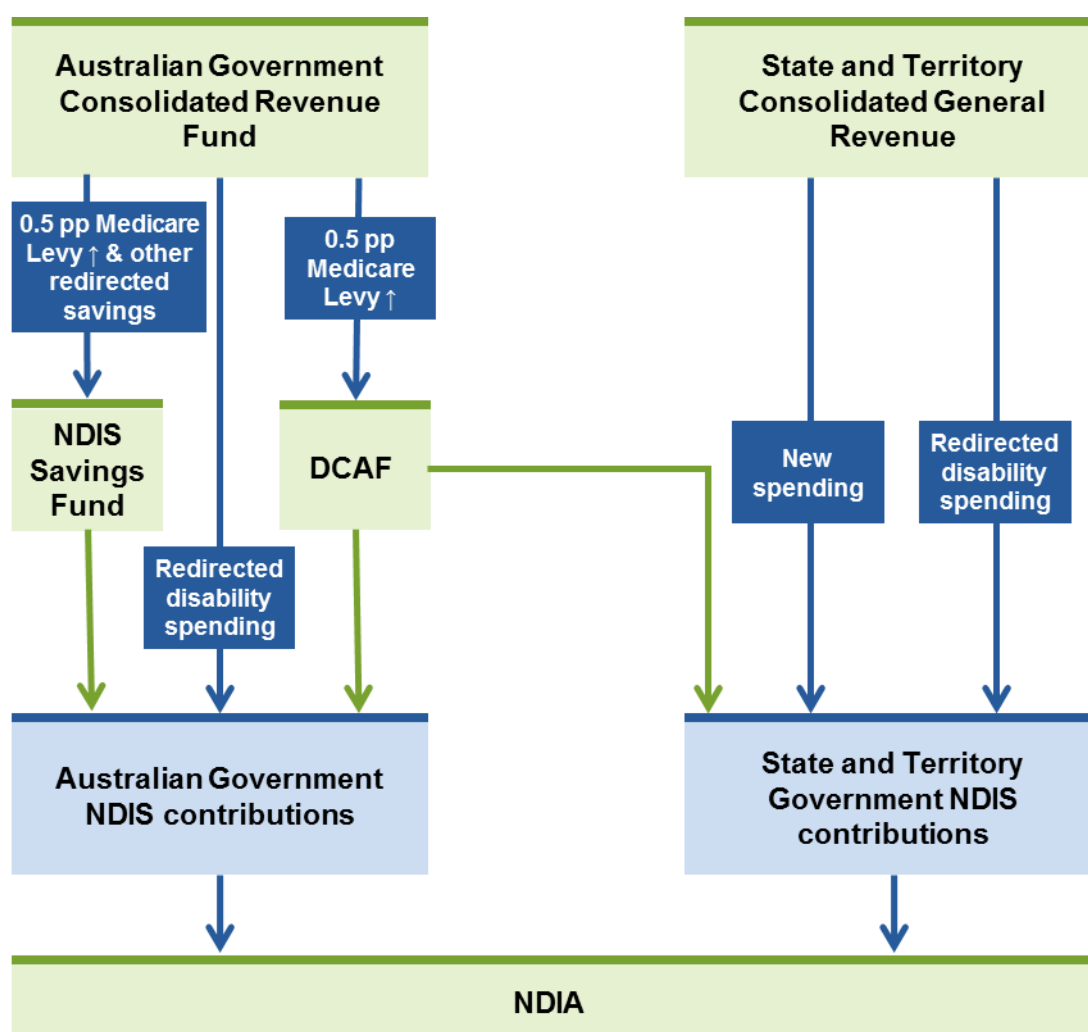 Australian Government
Consolidated Revenue
Fund
State and Territory
Consolidated General
Revenue
0.5 pp Medicare
Levy ↑ & other
redirected
savings
0.5 pp
Medicare
Levy ↑
NDIS
Savings
Fund
DCAF
New
spending
Redirected
disability
spending
Redirected
disability
spending
Australian Government
NDIS contributions
State and Territory
Government NDIS
contributions
NDIA